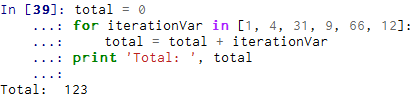 In [39]: total = 0
    ...: for iterationVar in [1, 4, 31, 9, 66, 12]:
    ...:     total = total + iterationVar
    ...: print 'Total: ', total
    ...:
Total:  123